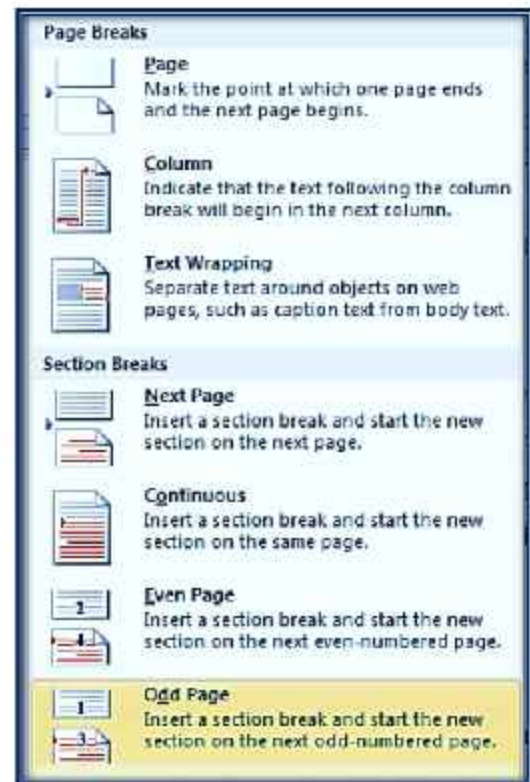 Page Breaks
Page
Mark the point at which one page ends
and the next page begins.
Column
Indicate that the text following the column
break will begin in the next column.
Text Wrapping
Separate text around objects on web
pages, such as caption text from body text.
Section Breaks
Next Page
Insert a section break and start the new
section on the next page.
Continuous
Insert a section break and start the new
section on the same page.
2
4
Even Page
Insert a section break and start the new
section on the next even-numbered page.
1
3
Odd Page
Insert a section break and start the new
section on the next odd-numbered page.